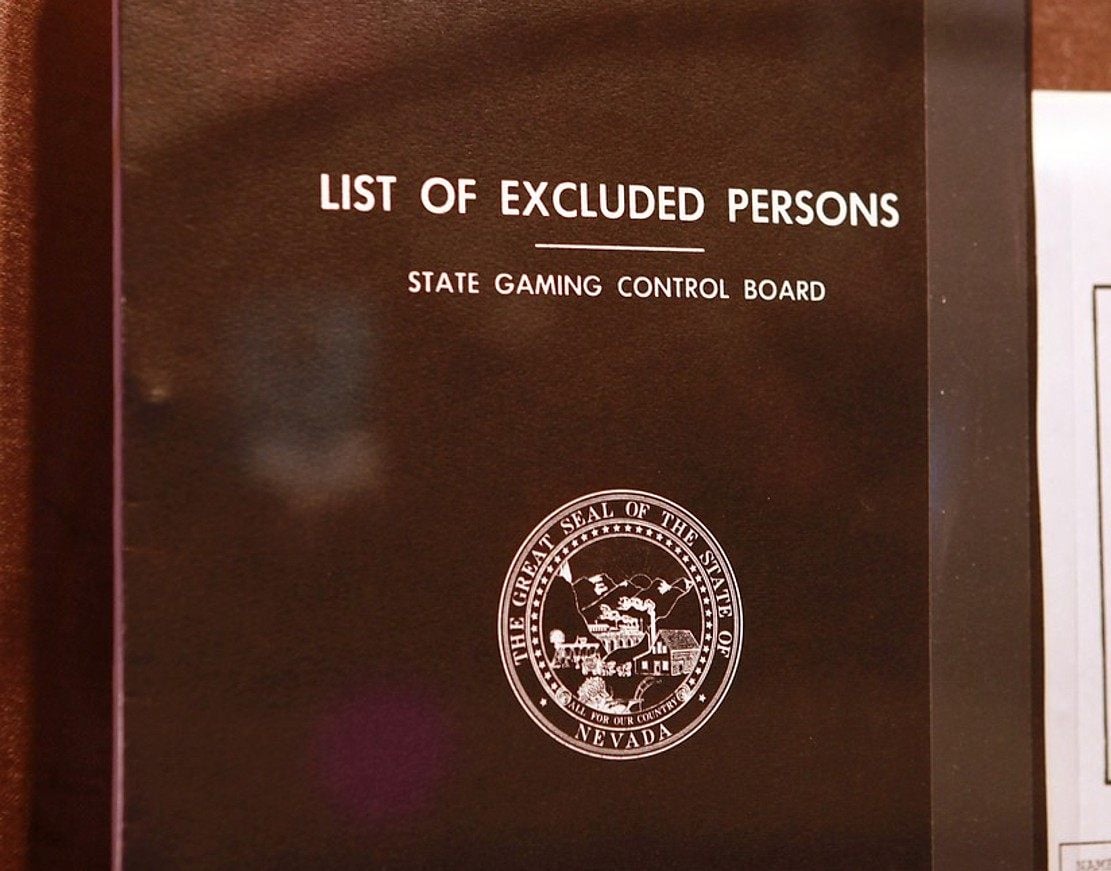 LIST OF EXCLUDED PERSONS
STATE GAMING CONTROL BOARD
THE GREAT SEAL OF THE STATE OF
ALL FOR OUR COUNTRY
NEVADA